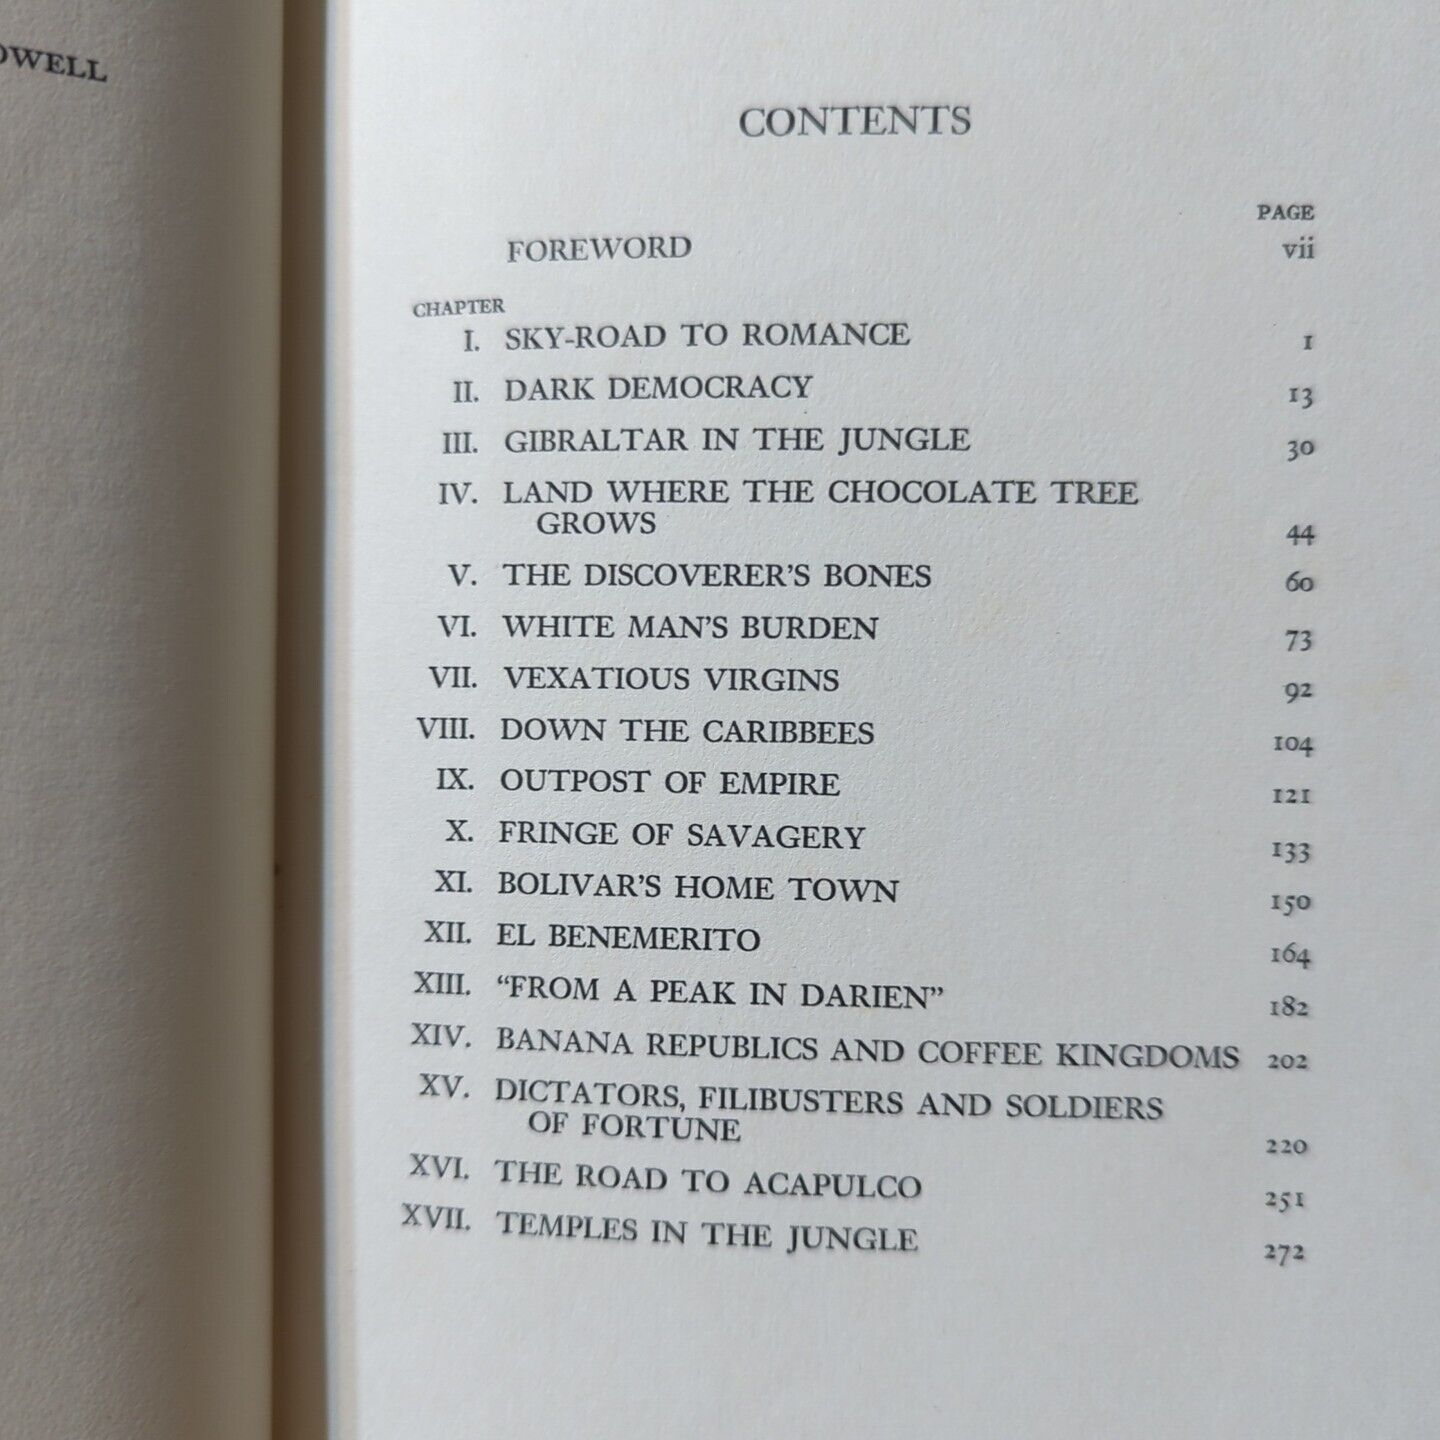 OWELL
CONTENTS
PAGE
FOREWORD vii
CHAPTER
I. SKY-ROAD TO ROMANCE 1
II. DARK DEMOCRACY 13
III. GIBRALTAR IN THE JUNGLE 30
IV. LAND WHERE THE CHOCOLATE TREE
GROWS 44
V. THE DISCOVERER'S BONES 60
VI. WHITE MAN'S BURDEN 73
VII. VEXATIOUS VIRGINS 92
VIII. DOWN THE CARIBBEES 104
IX. OUTPOST OF EMPIRE 121
X. FRINGE OF SAVAGERY 133
XI. BOLIVAR'S HOME TOWN 150
XII. EL BENEMERITO 164
XIII. “FROM A PEAK IN DARIEN” 182
XIV. BANANA REPUBLICS AND COFFEE KINGDOMS 202
XV. DICTATORS, FILIBUSTERS AND SOLDIERS
OF FORTUNE 220
XVI. THE ROAD TO ACAPULCO 251
XVII. TEMPLES IN THE JUNGLE 272